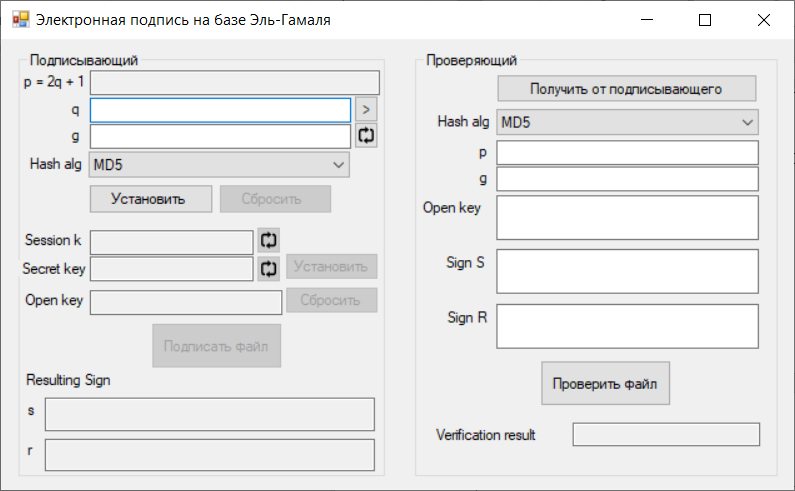 Электронная подпись на базе Эль-Гамаля
Подписывающий
p = 2q + 1
q
>
g
Hash alg
MD5
Установить
Сбросить
Session k
Secret key
Установить
Open key
Сбросить
Подписать файл
Resulting Sign
s
r
Проверяющий
Получить от подписывающего
Hash alg
MD5
p
g
Open key
Sign S
Sign R
Проверить файл
Verification result